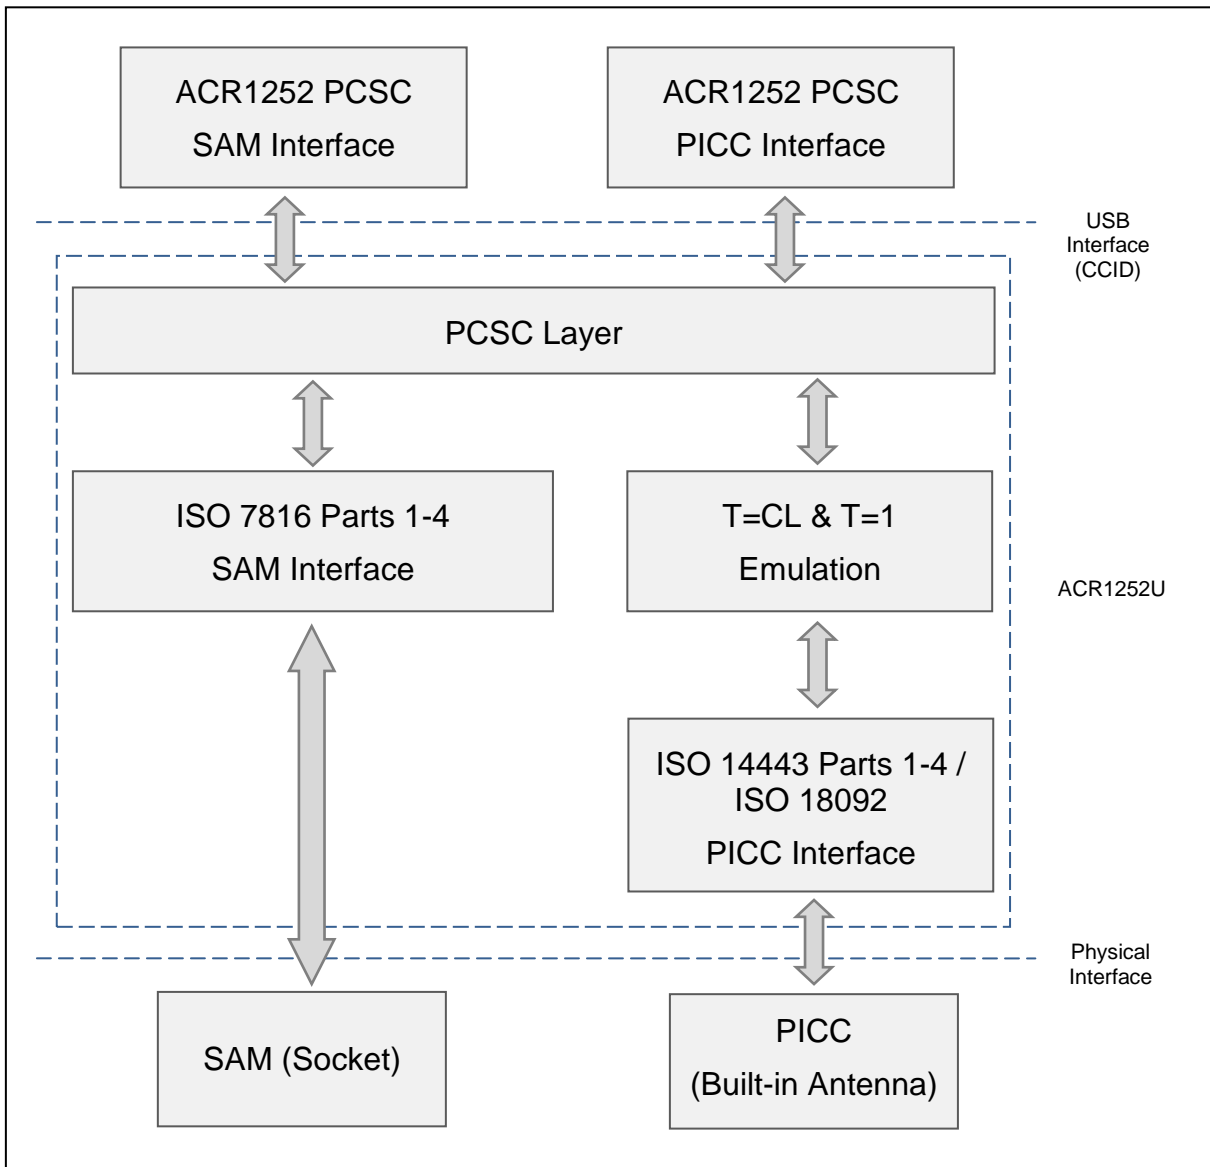 ACR1252 PCSC
SAM Interface
ACR1252 PCSC
PICC Interface
USB
Interface
(CCID)
PCSC Layer
ISO 7816 Parts 1-4
SAM Interface
T=CL & T=1
Emulation
ACR1252U
ISO 14443 Parts 1-4 /
ISO 18092
PICC Interface
Physical
Interface
SAM (Socket)
PICC
(Built-in Antenna)